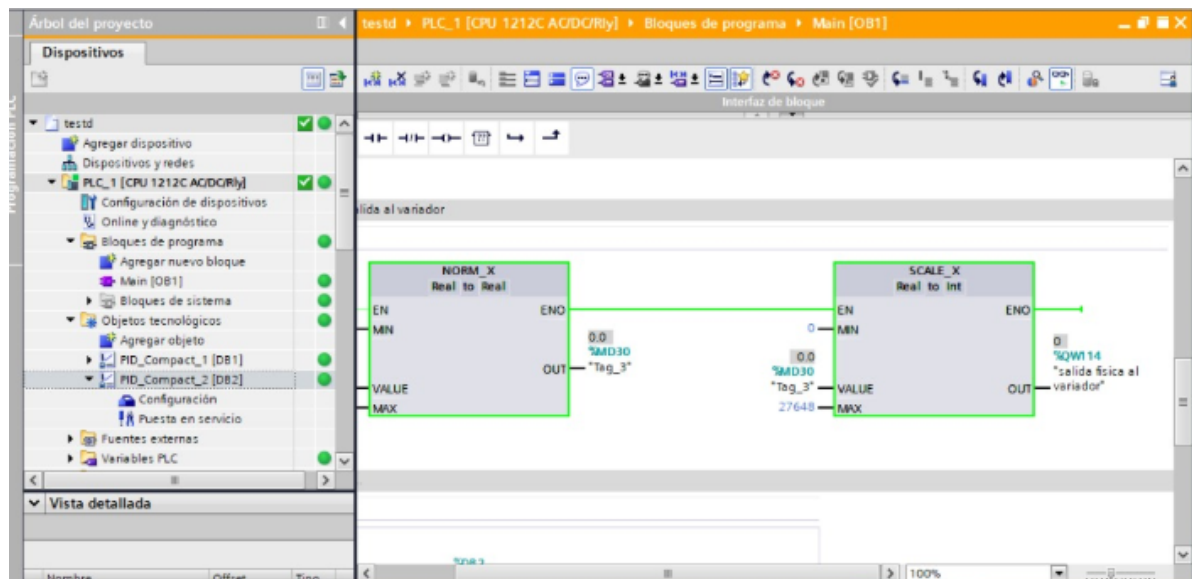 Árbol del proyecto
testd ▸ PLC_1 [CPU 1212C AC/DC/Rly] ▸ Bloques de programa ▸ Main [OB1]
Dispositivos
Interfaz de bloque
testd
Agregar dispositivo
Dispositivos y redes
PLC_1 [CPU 1212C AC/DC/Rly]
Configuración de dispositivos
Online y diagnóstico
Bloques de programa
Agregar nuevo bloque
Main [OB1]
Bloques de sistema
Objetos tecnológicos
Agregar objeto
PID_Compact_1 [DB1]
PID_Compact_2 [DB2]
Configuración
Puesta en servicio
Fuentes externas
Variables PLC
Vista detallada
Nombre Offset Tipo
lida al variador
NORM_X
Real to Real
EN ENO
MIN
0.0
%MD30
OUT "Tag_3"
VALUE
MAX
SCALE_X
Real to Int
EN ENO
0 MIN
0.0
%MD30
"Tag_3" VALUE
27648 MAX
0
%QW114
"salida fisica al
OUT variador"
%DB2
100%